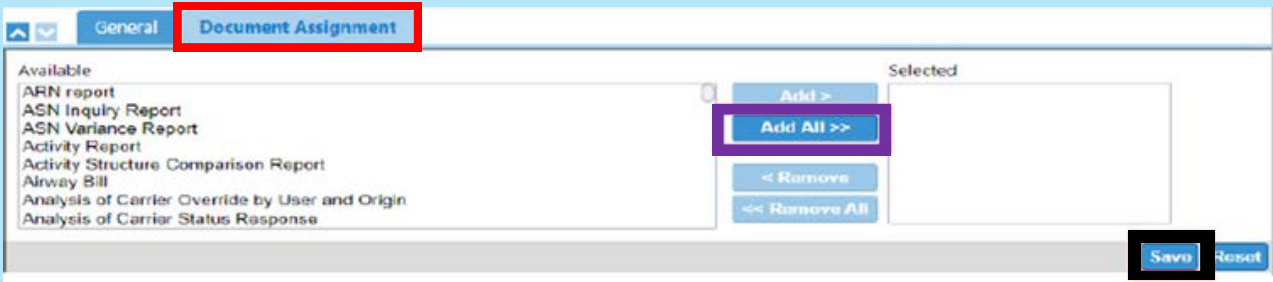 General
Document Assignment
Available
Selected
ARN report
ASN Inquiry Report
ASN Variance Report
Activity Report
Activity Structure Comparison Report
Airway Bill
Analysis of Carrier Override by User and Origin
Analysis of Carrier Status Response
Add >
Add All >>
< Remove
<< Remove All
Save Reset